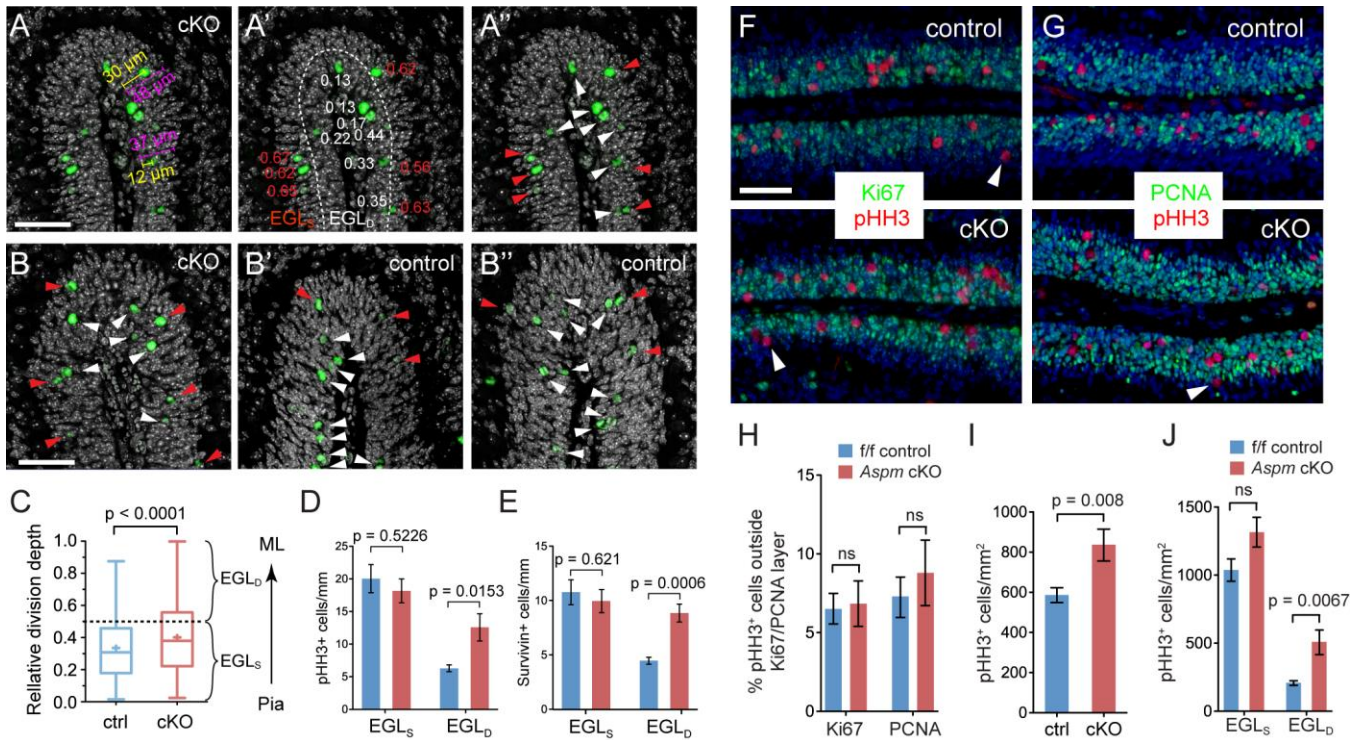 A
cKO
30 µm
37 µm
12 µm
A'
0.62
0.13
0.13
0.17
0.44
0.22
0.67
0.33
0.56
0.62
0.35
0.63
EGLS
EGLD
A''
B
cKO
B'
control
B''
C
p < 0.0001
Rellative division depth
1.0
0.8
0.6
0.4
0.2
0.0
ML
EGLD
EGLS
Pia
ctrl
cKO
D
p = 0.5226
p = 0.0153
pHH3+ cells/mm
25
20
15
10
5
0
EGLS
EGLD
E
p = 0.621
p = 0.0006
Survivin+ cells/mm
15
10
5
0
EGLS
EGLD
F
control
G
control
Ki67
pHH3
PCNA
pHH3
cKO
cKO
H
f/f control
Aspm cKO
% pHH3+ cells outside
Ki67/PCNA layer
15
10
5
0
ns
ns
Ki67
PCNA
I
p = 0.008
pHH3+ cells/mm2
1000
800
600
400
200
0
ctrl
cKO
J
f/f control
Aspm cKO
ns
p = 0.0067
pHH3+ cells/mm2
1500
1000
500
0
EGLS
EGLD